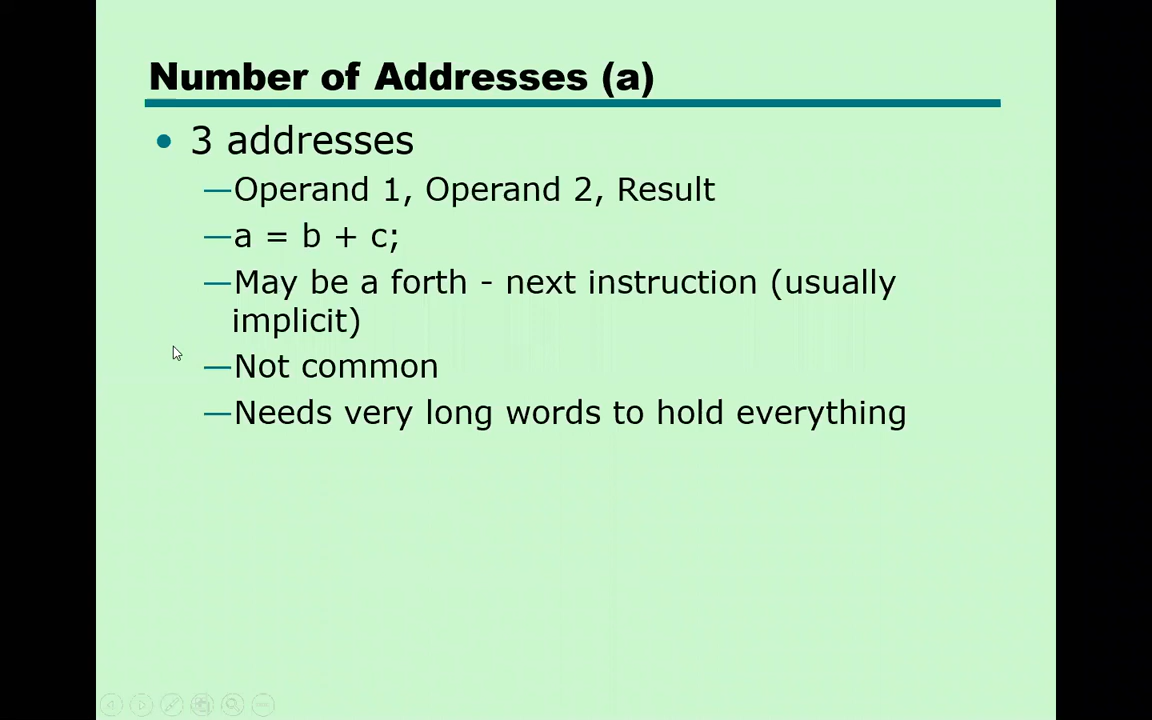 Number of Addresses (a)
• 3 addresses
—Operand 1, Operand 2, Result
—a = b + c;
—May be a forth - next instruction (usually
implicit)
—Not common
—Needs very long words to hold everything